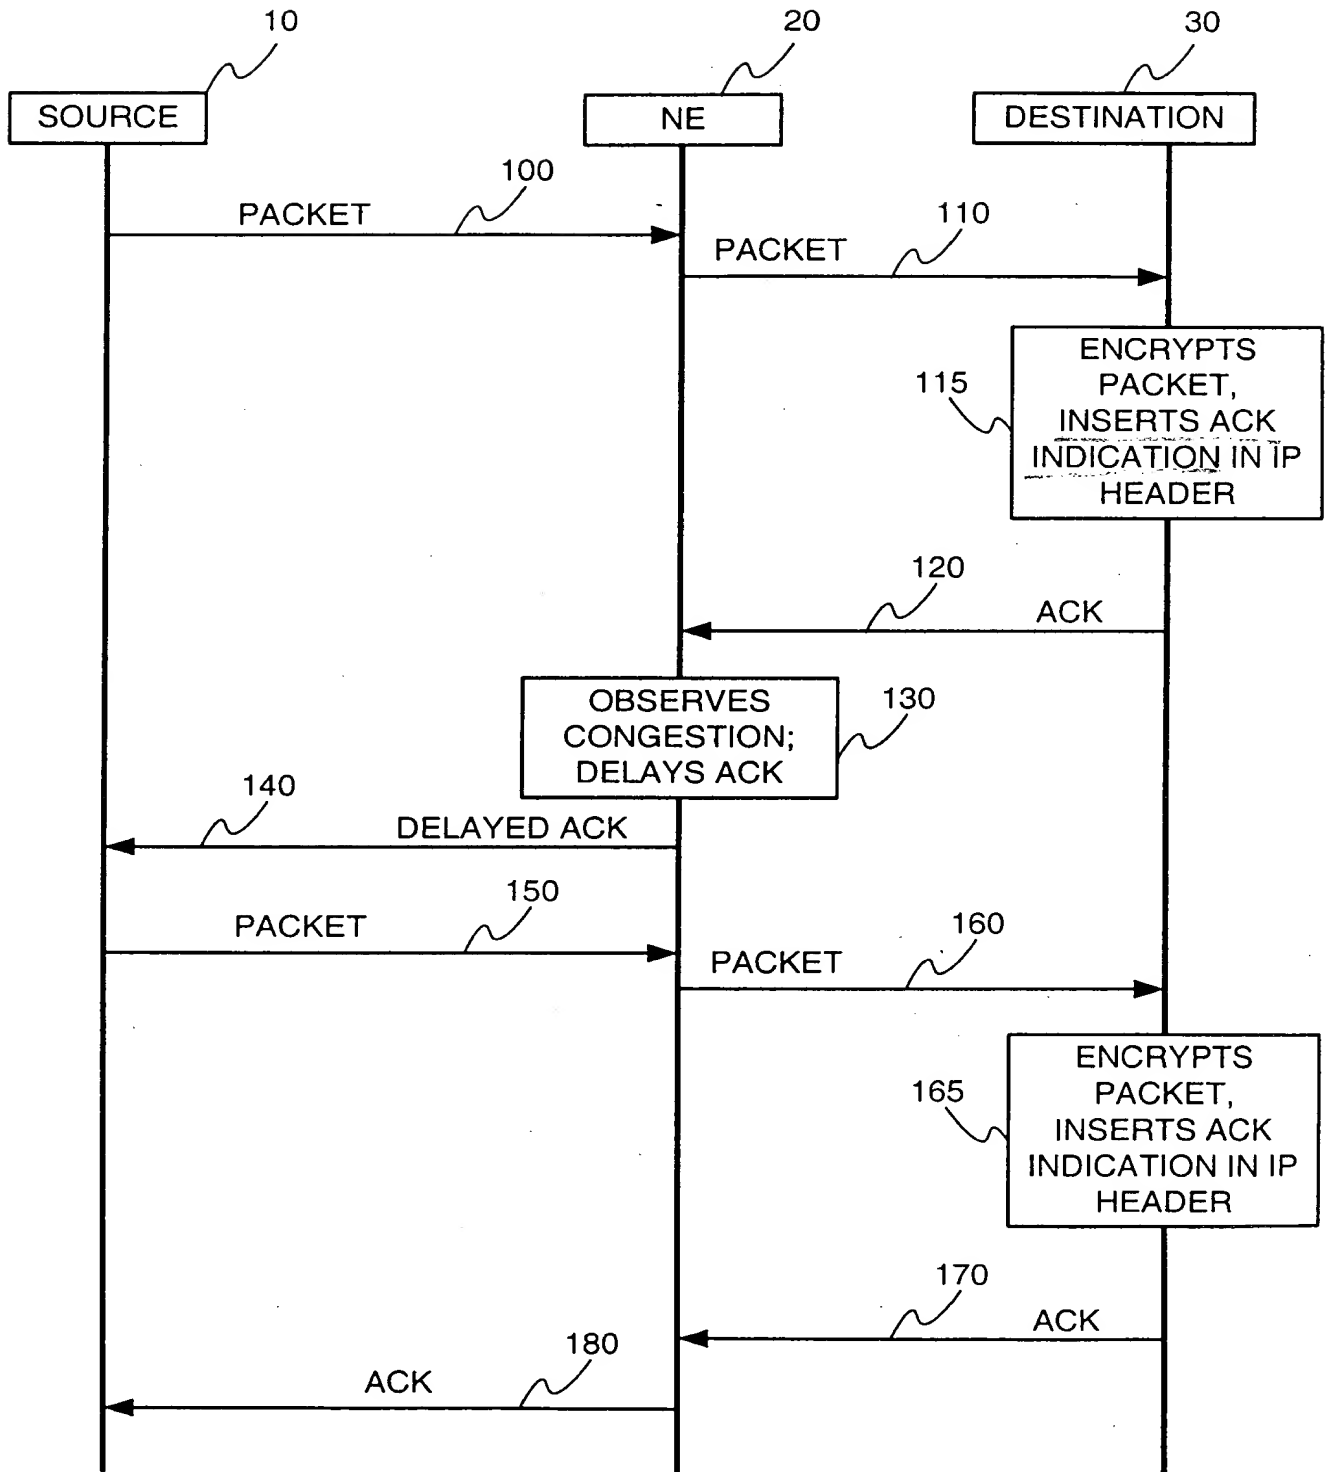 10
20
30
SOURCE
NE
DESTINATION
100
PACKET
110
PACKET
ENCRYPTS
PACKET,
INSERTS ACK
INDICATION IN IP
HEADER
115
120
ACK
OBSERVES
CONGESTION;
DELAYS ACK
130
140
DELAYED ACK
150
PACKET
160
PACKET
ENCRYPTS
PACKET,
INSERTS ACK
INDICATION IN IP
HEADER
165
170
ACK
180
ACK